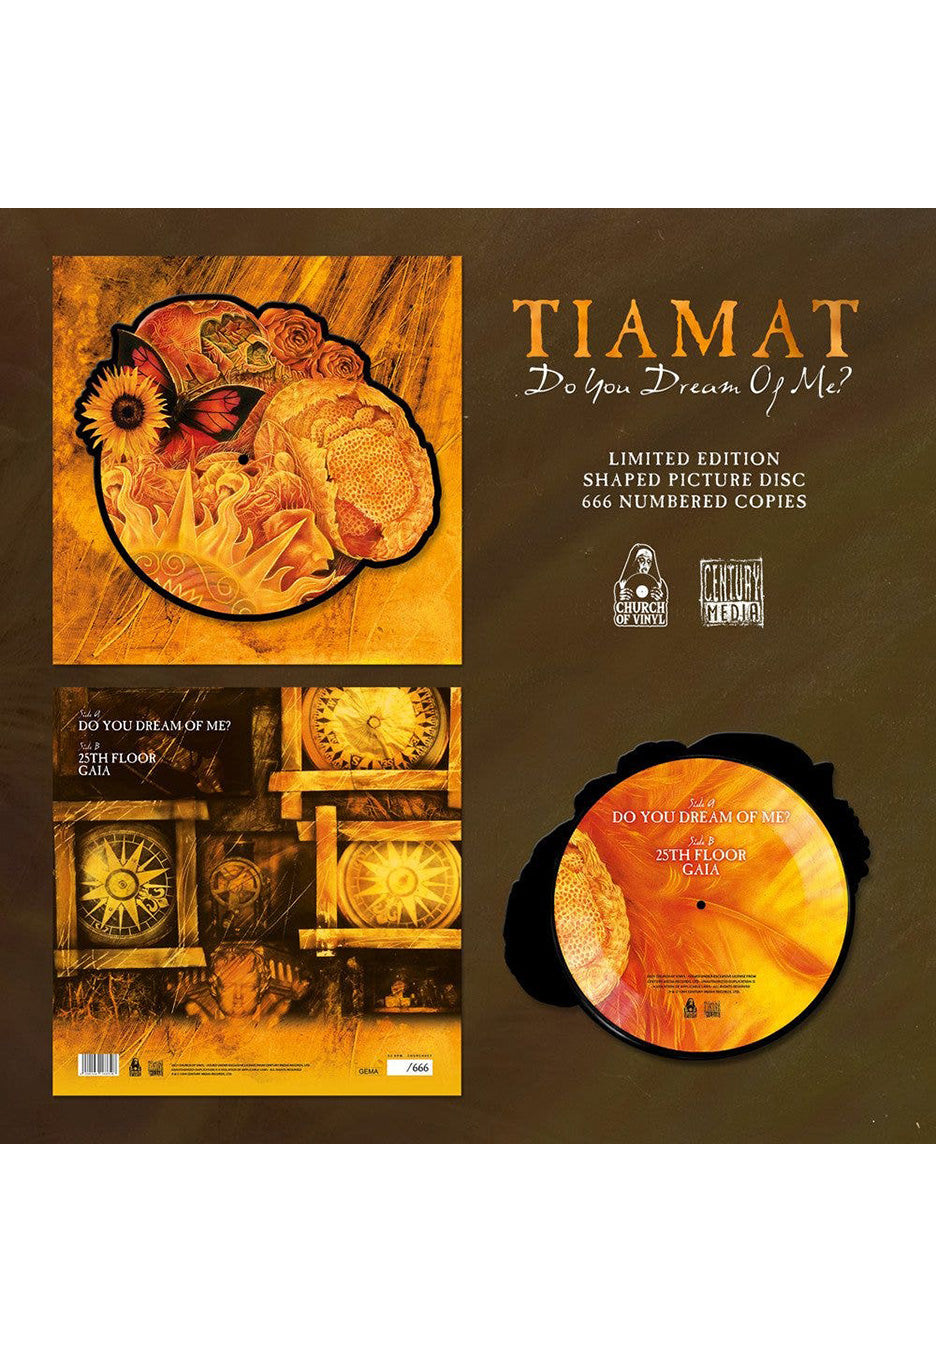 TIAMAT
Do You Dream Of Me?
LIMITED EDITION
SHAPED PICTURE DISC
666 NUMBERED COPIES
CHURCH
OF VINYL
CENTURY
MEDIA
Side A
DO YOU DREAM OF ME?
Side B
25TH FLOOR
GAIA
GEMA
/666
Side A
DO YOU DREAM OF ME?
Side B
25TH FLOOR
GAIA